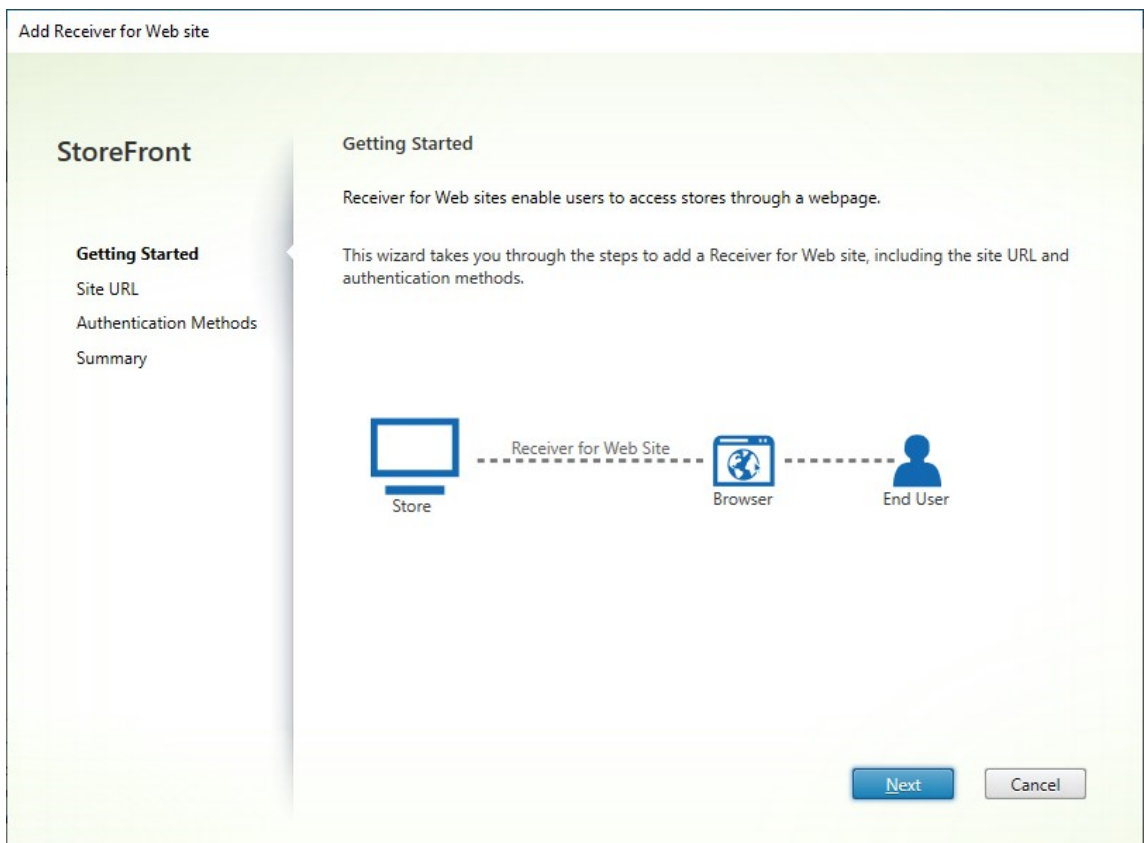 Add Receiver for Web site
StoreFront
Getting Started
Site URL
Authentication Methods
Summary
Getting Started
Receiver for Web sites enable users to access stores through a webpage.
This wizard takes you through the steps to add a Receiver for Web site, including the site URL and
authentication methods.
Receiver for Web Site
Store
Browser
End User
Next
Cancel